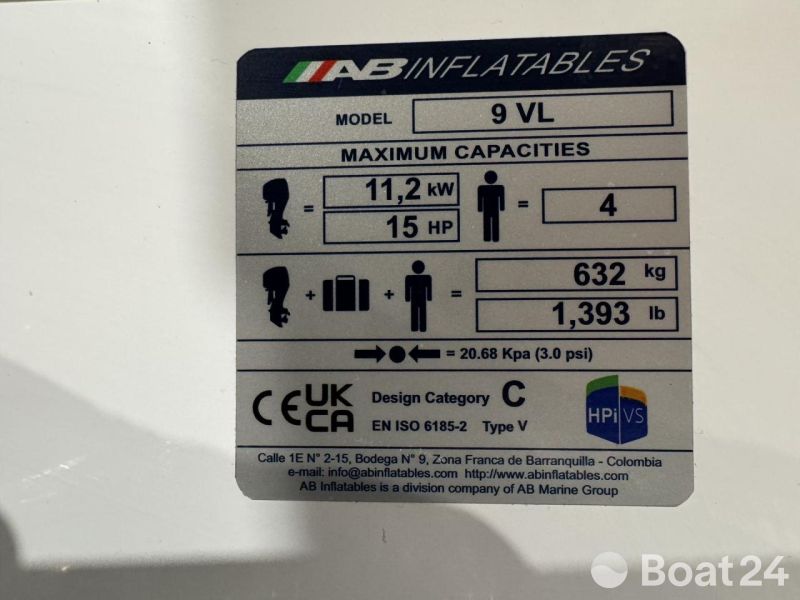 AB INFLATABLES
MODEL 9 VL
MAXIMUM CAPACITIES
= 11,2 kW = 4
15 HP
+ + = 632 kg
1,393 lb
= 20.68 Kpa (3.0 psi)
CE UK CA Design Category C HPiVS
EN ISO 6185-2 Type V
Calle 1E N° 2-15, Bodega N° 9, Zona Franca de Barranquilla - Colombia
e-mail: info@abinflatables.com http://www.abinflatables.com
AB Inflatables is a division company of AB Marine Group
Boat24